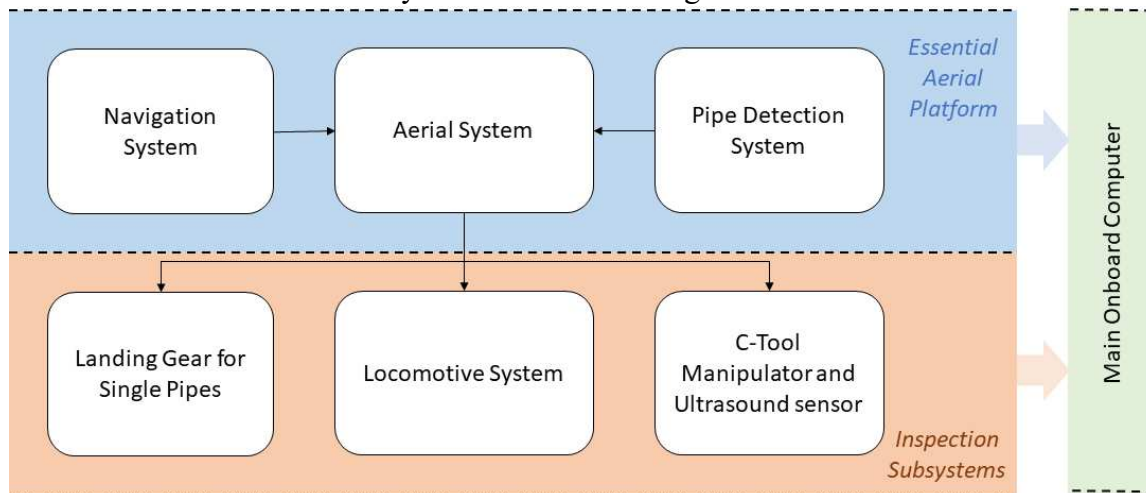 Essential
Aerial
Platform
Navigation
System
Aerial System
Pipe Detection
System
Landing Gear for
Single Pipes
Locomotive System
C-Tool
Manipulator and
Ultrasound sensor
Inspection
Subsystems
Main Onboard Computer